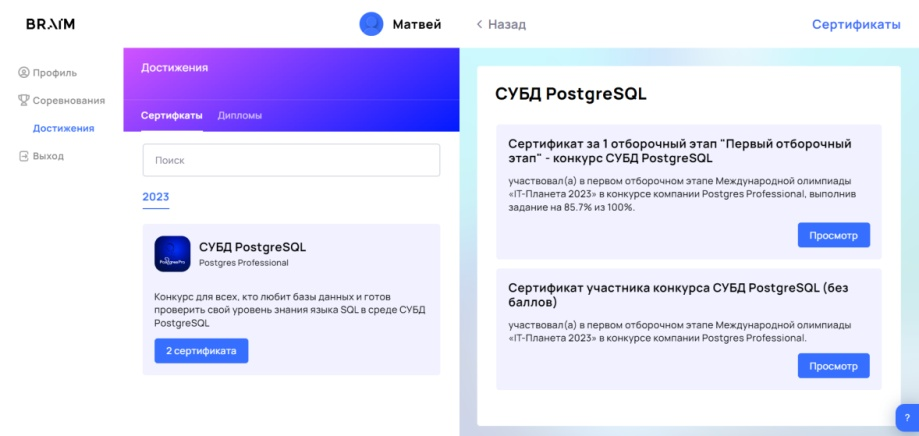 BRAIM
Матвей
Назад
Сертификаты
Профиль
Соревнования
Достижения
Выход
Достижения
Сертифкаты
Дипломы
Поиск
2023
PostgresPro
СУБД PostgreSQL
Postgres Professional
Конкурс для всех, кто любит базы данных и готов
проверить свой уровень знания языка SQL в среде СУБД
PostgreSQL
2 сертификата
СУБД PostgreSQL
Сертификат за 1 отборочный этап "Первый отборочный
этап" - конкурс СУБД PostgreSQL
участвовал(а) в первом отборочном этапе Международной олимпиады
«IT-Планета 2023» в конкурсе компании Postgres Professional, выполнив
задание на 85.7% из 100%.
Просмотр
Сертификат участника конкурса СУБД PostgreSQL (без
баллов)
участвовал(а) в первом отборочном этапе Международной олимпиады
«IT-Планета 2023» в конкурсе компании Postgres Professional.
Просмотр
?